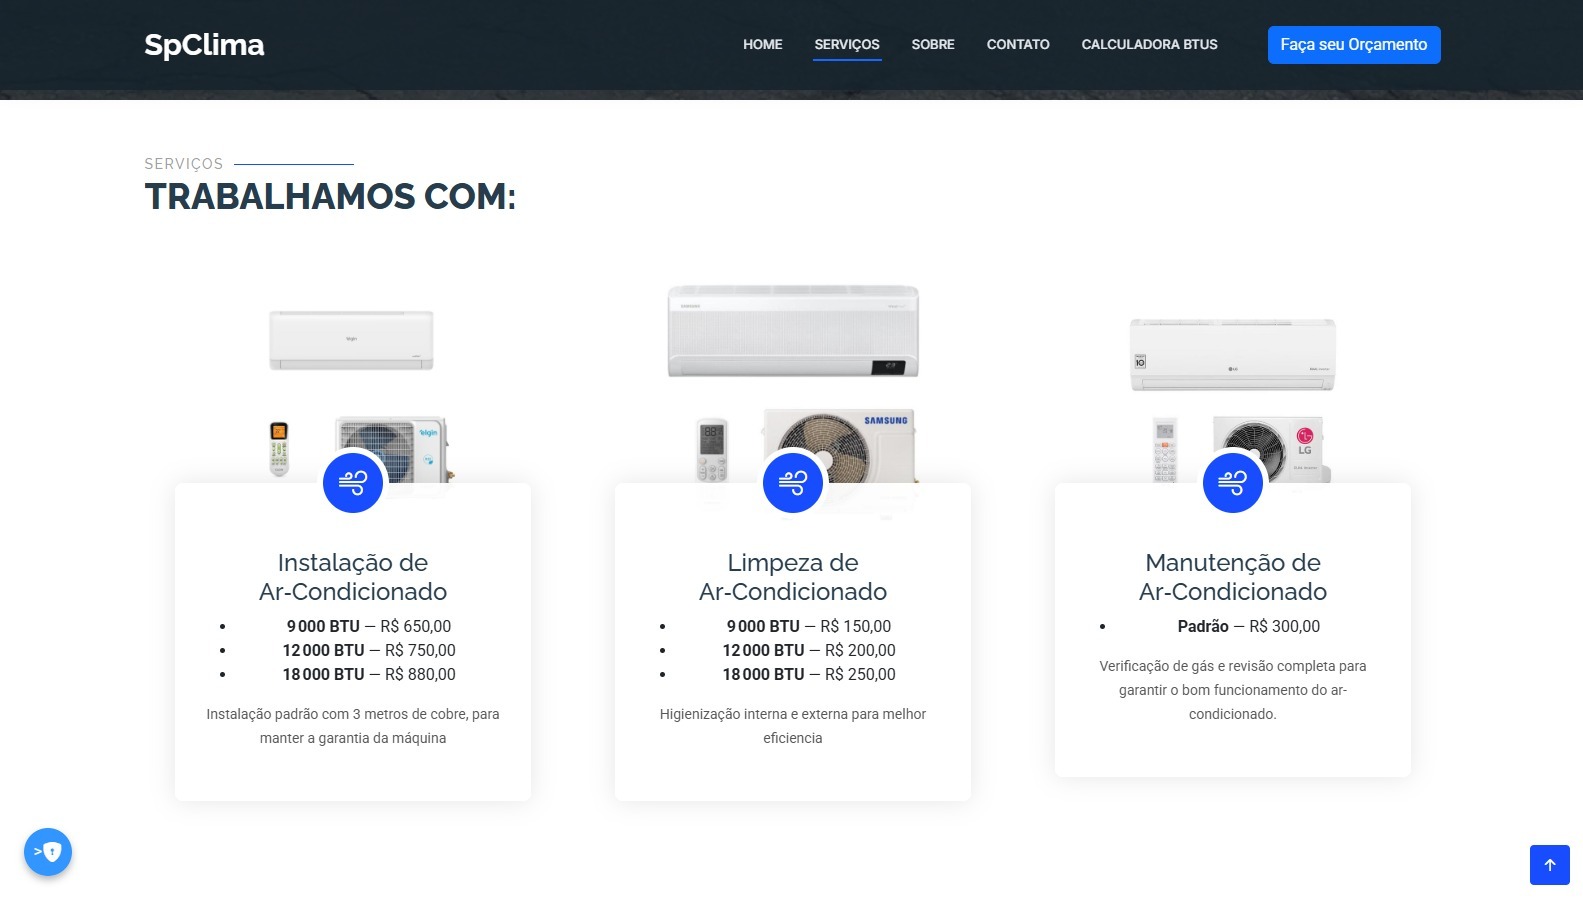 SpClima
HOME SERVIÇOS SOBRE CONTATO CALCULADORA BTUS Faça seu Orçamento
SERVIÇOS
TRABALHAMOS COM:
elgin
SAMSUNG
LG
elgin
SAMSUNG
LG
Instalação de
Ar-Condicionado
• 9 000 BTU — R$ 650,00
• 12 000 BTU — R$ 750,00
• 18 000 BTU — R$ 880,00
Instalação padrão com 3 metros de cobre, para
manter a garantia da máquina
Limpeza de
Ar-Condicionado
• 9 000 BTU — R$ 150,00
• 12 000 BTU — R$ 200,00
• 18 000 BTU — R$ 250,00
Higienização interna e externa para melhor
eficiencia
Manutenção de
Ar-Condicionado
• Padrão — R$ 300,00
Verificação de gás e revisão completa para
garantir o bom funcionamento do ar-
condicionado.